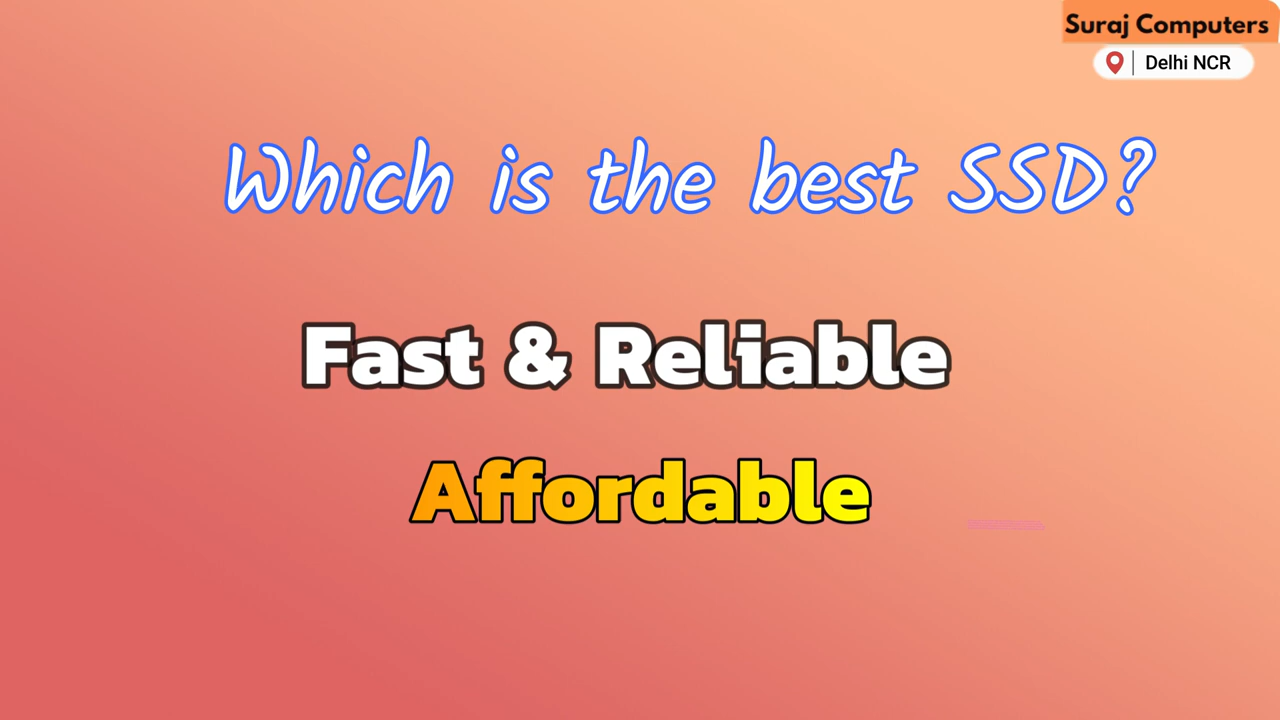 Suraj Computers
Delhi NCR
Which is the best SSD?
Fast & Reliable
Affordable